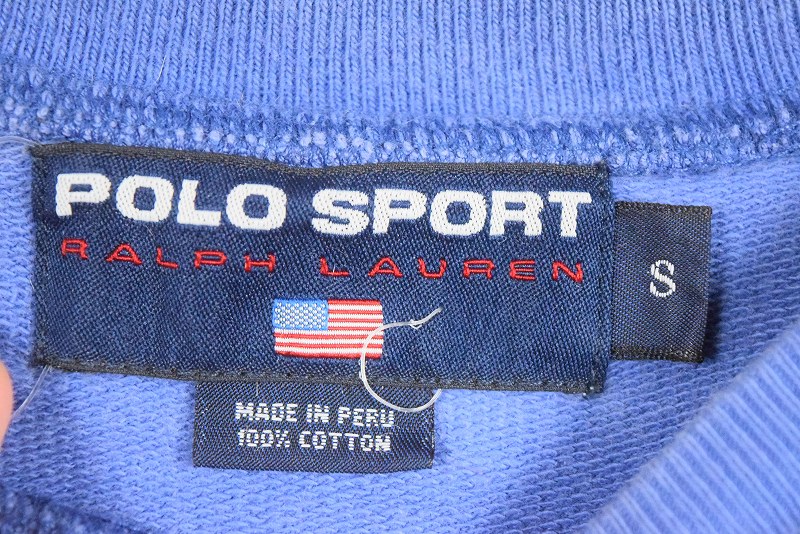 POLO SPORT
RALPH LAUREN
S
MADE IN PERU
100% COTTON